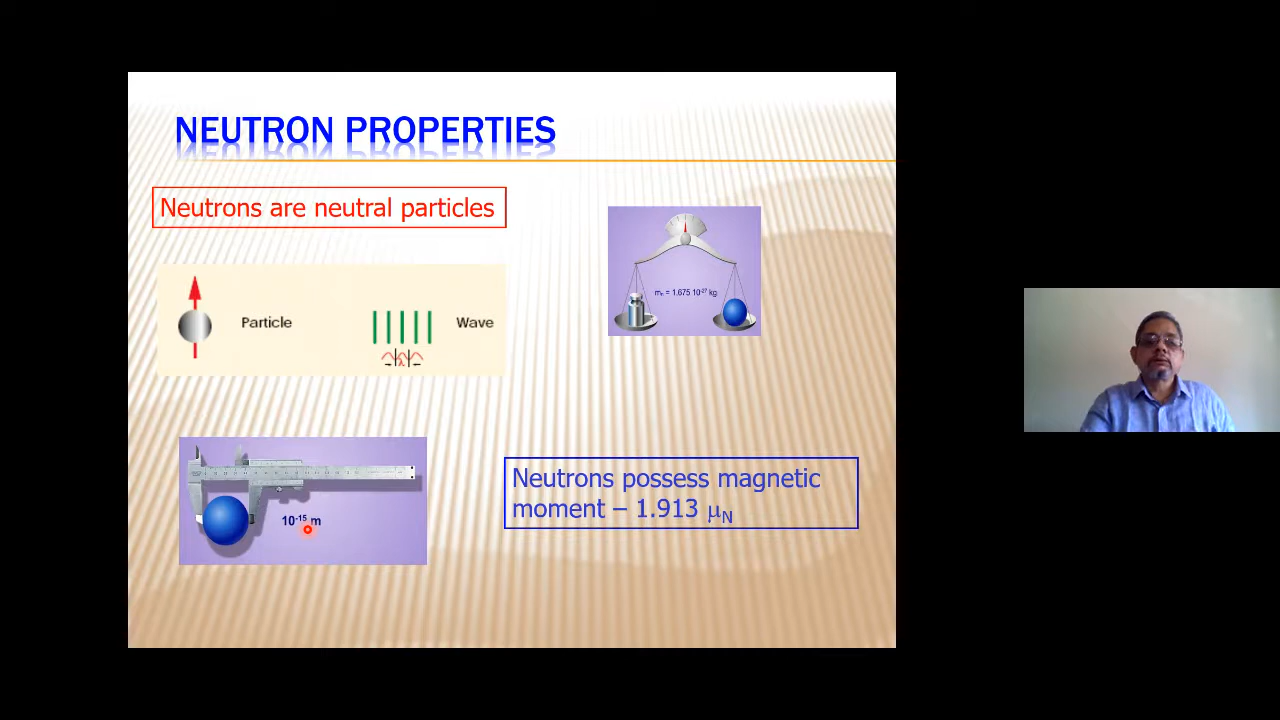 NEUTRON PROPERTIES
Neutrons are neutral particles
mₙ = 1.675 10⁻²⁷ kg
Particle
Wave
λ
10⁻¹⁵ m
Neutrons possess magnetic
moment – 1.913 μN